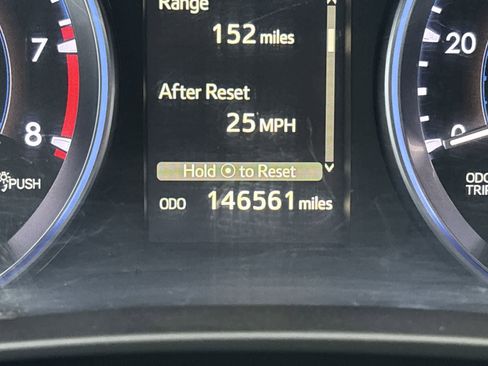 Range
152 miles
After Reset
25 MPH
Hold to Reset
ODO 146561 miles
7
8
PUSH
20
0
ODO
TRIP